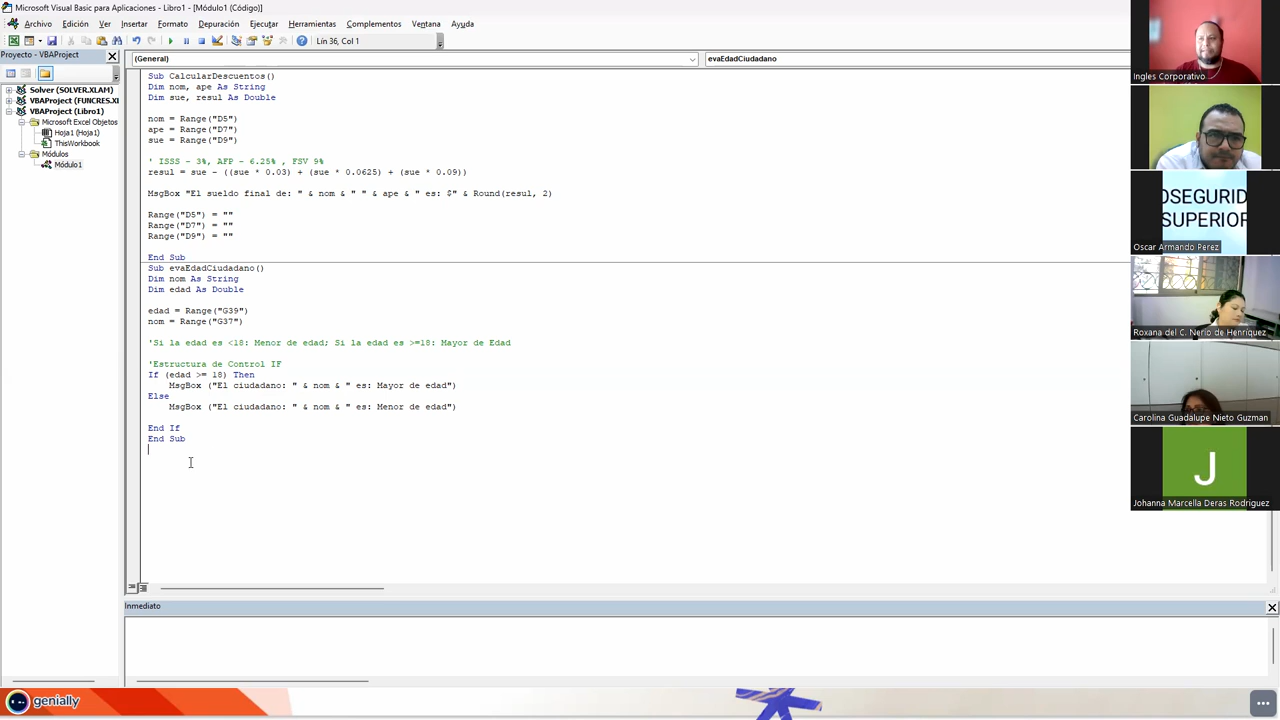 Microsoft Visual Basic para Aplicaciones - Libro1 - [Módulo1 (Código)]
Archivo Edición Ver Insertar Formato Depuración Ejecutar Herramientas Complementos Ventana Ayuda
Lín 36, Col 1
Proyecto - VBAProject
Solver (SOLVER.XLAM)
VBAProject (FUNCRES.XI
VBAProject (Libro1)
Microsoft Excel Objetos
Hoja1 (Hoja1)
ThisWorkbook
Módulos
Módulo1
(General)
evaEdadCiudadano
Sub CalcularDescuentos()
Dim nom, ape As String
Dim sue, resul As Double
nom = Range("D5")
ape = Range("D7")
sue = Range("D9")
' ISSS - 3%, AFP - 6.25% , FSV 9%
resul = sue - ((sue * 0.03) + (sue * 0.0625) + (sue * 0.09))
MsgBox "El sueldo final de: " & nom & " " & ape & " es: $" & Round(resul, 2)
Range("D5") = ""
Range("D7") = ""
Range("D9") = ""
End Sub
Sub evaEdadCiudadano()
Dim nom As String
Dim edad As Double
edad = Range("G39")
nom = Range("G37")
'Si la edad es <18: Menor de edad; Si la edad es >=18: Mayor de Edad
'Estructura de Control IF
If (edad >= 18) Then
MsgBox ("El ciudadano: " & nom & " es: Mayor de edad")
Else
MsgBox ("El ciudadano: " & nom & " es: Menor de edad")
End If
End Sub
Inmediato
genially
Ingles Corporativo
OSEGURID
SUPERIOR
Oscar Armando Perez
Roxana del C. Nerio de Henríquez
Carolina Guadalupe Nieto Guzman
J
Johanna Marcella Deras Rodriguez